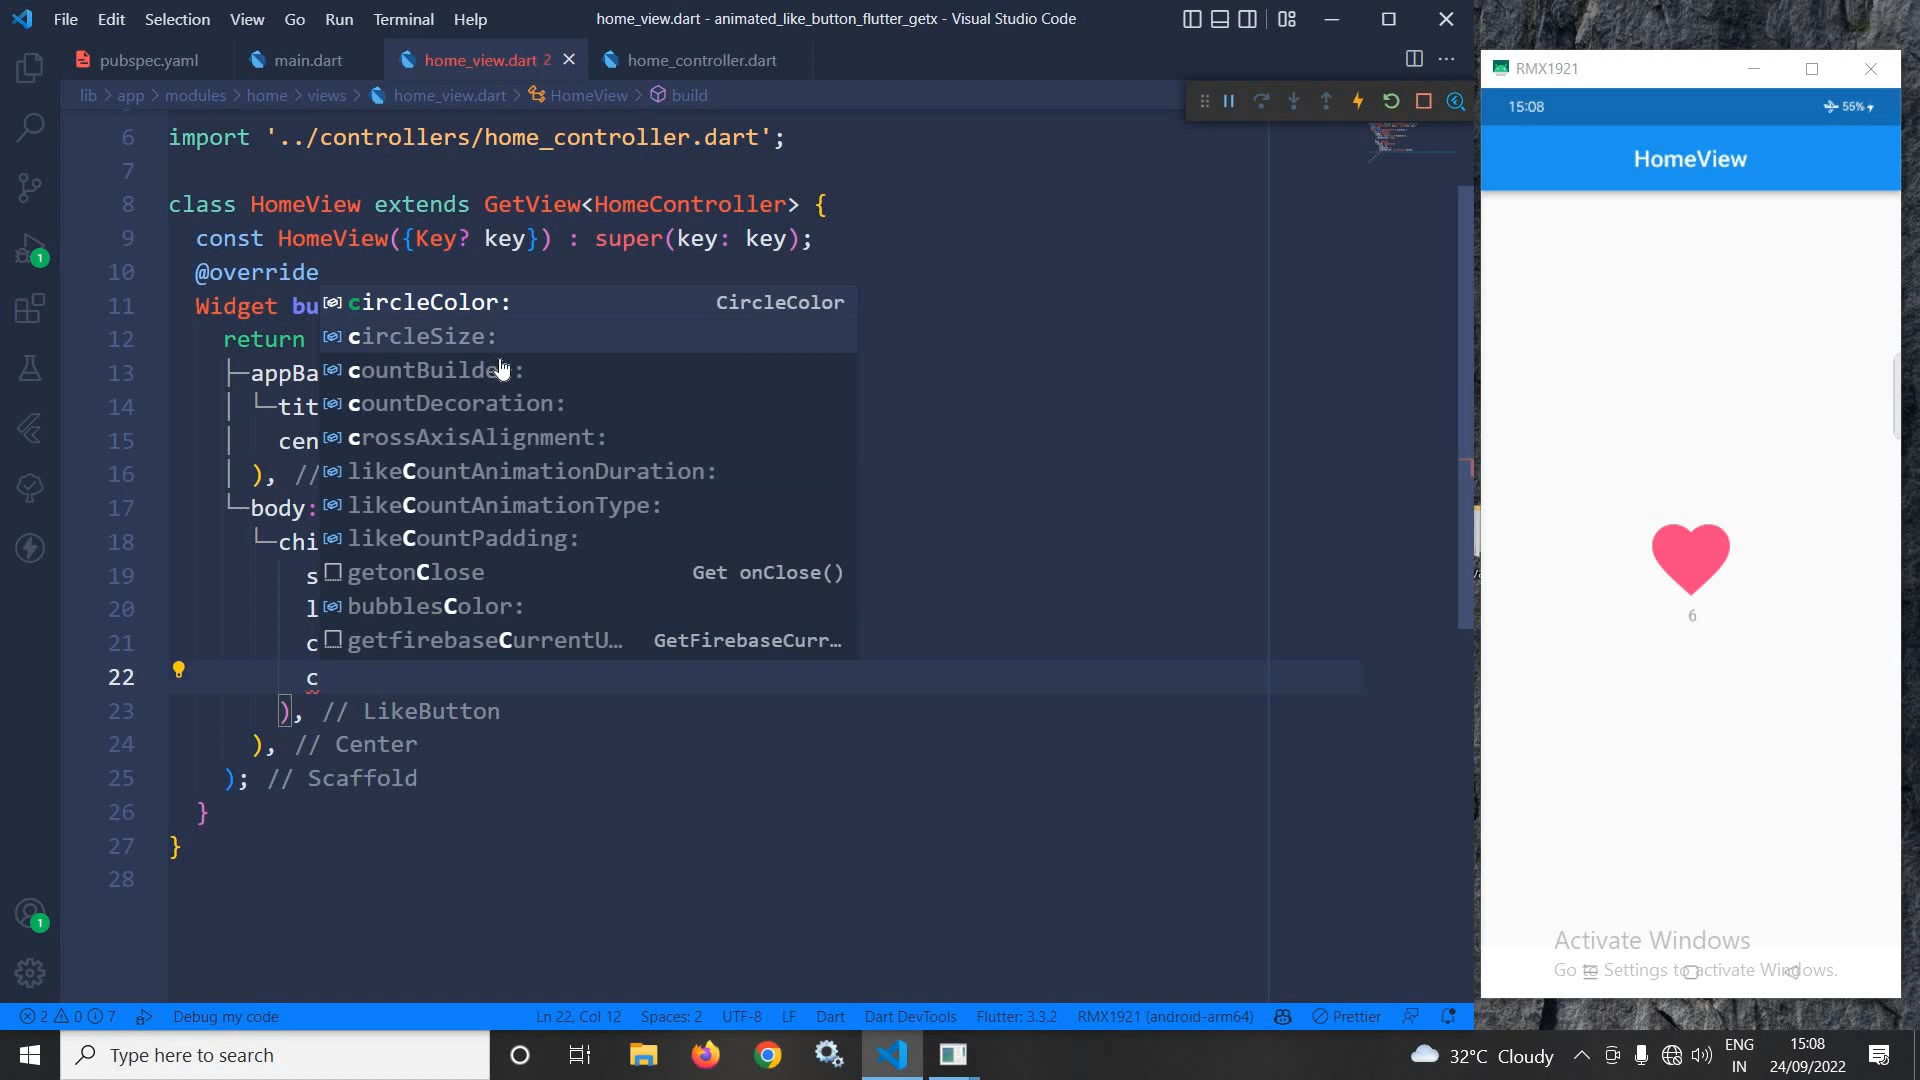 File Edit Selection View Go Run Terminal Help
home_view.dart - animated_like_button_flutter_getx - Visual Studio Code
pubspec.yaml
main.dart
home_view.dart 2
home_controller.dart
lib > app > modules > home > views > home_view.dart > HomeView > build
6 import '../controllers/home_controller.dart';
7
8 class HomeView extends GetView<HomeController> {
9 const HomeView({Key? key}) : super(key: key);
10 @override
11 Widget bu
12 return
13 appBa
14 tit
15 cen
16 ), //
17 body:
18 chi
19 s
20 l
21 c
22 c
23 ), // LikeButton
24 ), // Center
25 ); // Scaffold
26 }
27 }
28
circleColor: CircleColor
circleSize:
countBuilder:
countDecoration:
crossAxisAlignment:
likeCountAnimationDuration:
likeCountAnimationType:
likeCountPadding:
getonClose Get onClose()
bubblesColor:
getfirebaseCurrentU... GetFirebaseCurr...
1
1
2 0 7 Debug my code
Ln 22, Col 12 Spaces: 2 UTF-8 LF Dart Dart DevTools Flutter: 3.3.2 RMX1921 (android-arm64) Prettier
RMX1921
15:08
55%
HomeView
6
Activate Windows
Go to Settings to activate Windows.
Type here to search
32°C Cloudy
ENG
IN
15:08
24/09/2022